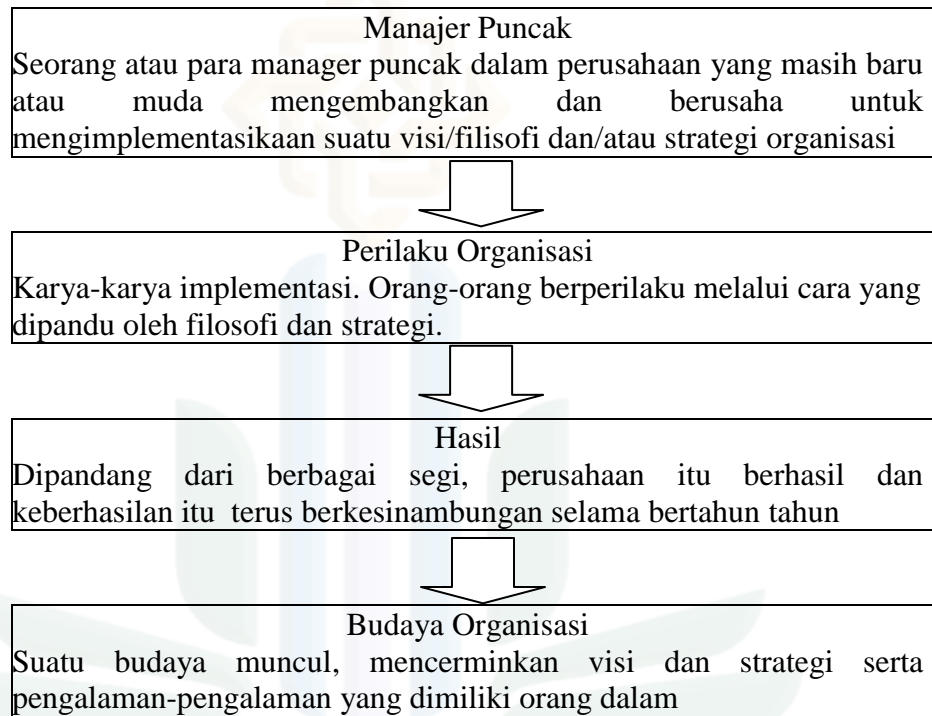 Manajer Puncak
Seorang atau para manager puncak dalam perusahaan yang masih baru
atau muda mengembangkan dan berusaha untuk
mengimplementasikaan suatu visi/filisofi dan/atau strategi organisasi
Perilaku Organisasi
Karya-karya implementasi. Orang-orang berperilaku melalui cara yang
dipandu oleh filosofi dan strategi.
Hasil
Dipandang dari berbagai segi, perusahaan itu berhasil dan
keberhasilan itu terus berkesinambungan selama bertahun tahun
Budaya Organisasi
Suatu budaya muncul, mencerminkan visi dan strategi serta
pengalaman-pengalaman yang dimiliki orang dalam